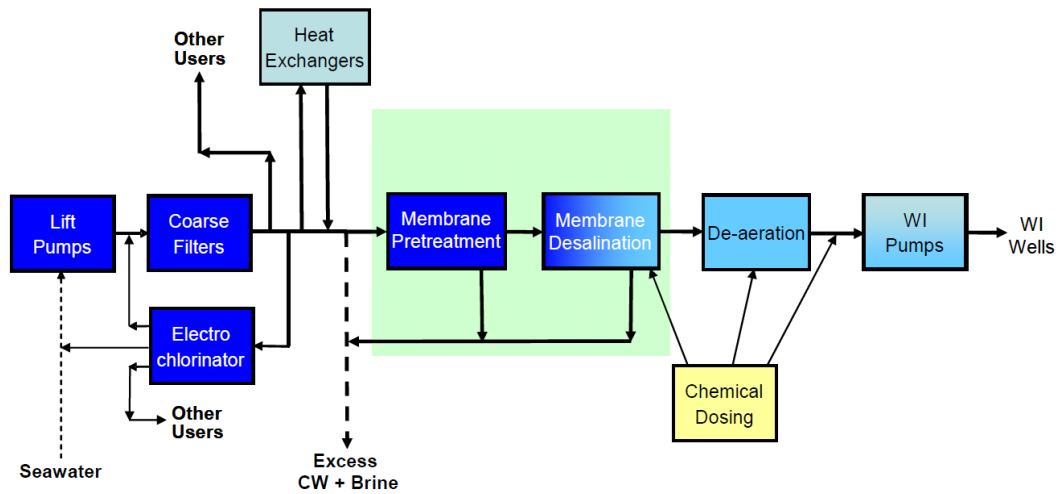 Other
Users
Heat
Exchangers
Lift
Pumps
Coarse
Filters
Membrane
Pretreatment
Membrane
Desalination
De-aeration
WI
Pumps
WI
Wells
Electro
chlorinator
Other
Users
Chemical
Dosing
Seawater
Excess
CW + Brine